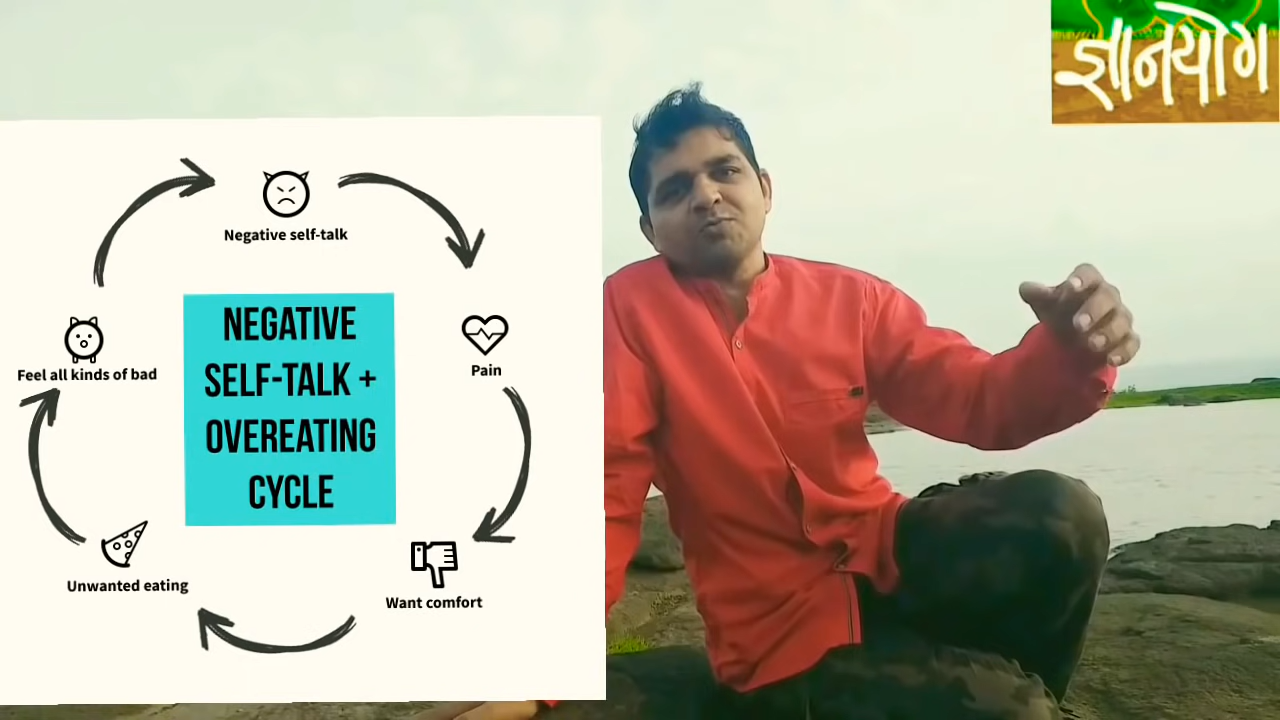 ज्ञानयोग
Negative self-talk
Feel all kinds of bad
NEGATIVE
SELF-TALK +
OVEREATING
CYCLE
Pain
Unwanted eating
Want comfort